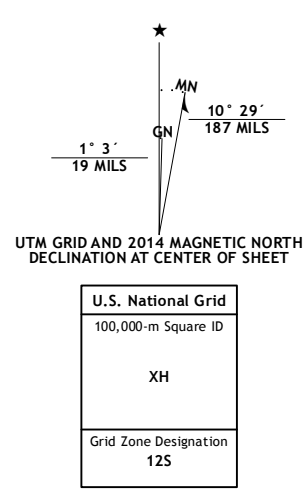 ★
MN
GN
10° 29´
187 MILS
1° 3´
19 MILS
UTM GRID AND 2014 MAGNETIC NORTH
DECLINATION AT CENTER OF SHEET
U.S. National Grid
100,000-m Square ID
XH
Grid Zone Designation
12S